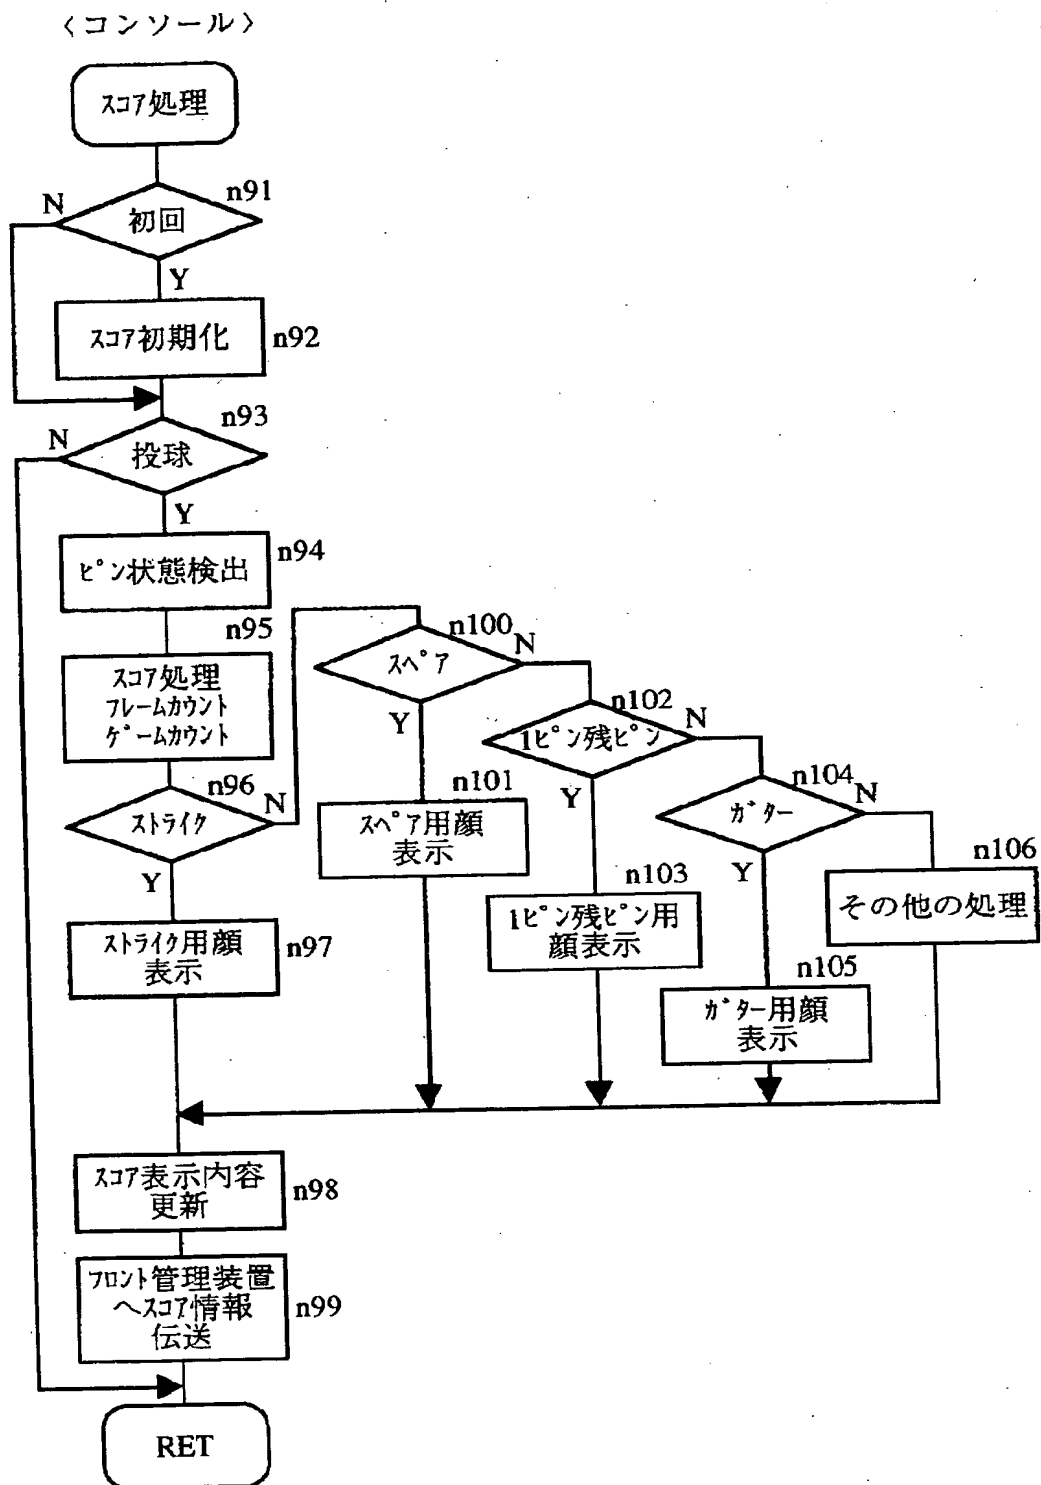 〈コンソール〉
ｽｺｱ処理
n91
N
初回
Y
ｽｺｱ初期化
n92
n93
N
投球
Y
ﾋﾟﾝ状態検出
n94
n95
ｽｺｱ処理
ﾌﾚｰﾑｶｳﾝﾄ
ｹﾞｰﾑｶｳﾝﾄ
n96
N
ｽﾄﾗｲｸ
Y
ｽﾄﾗｲｸ用顔
表示
n97
n100
N
ｽﾍﾟｱ
Y
n101
ｽﾍﾟｱ用顔
表示
n102
N
1ﾋﾟﾝ残ﾋﾟﾝ
Y
n103
1ﾋﾟﾝ残ﾋﾟﾝ用
顔表示
n104
N
ｶﾞﾀｰ
Y
n105
ｶﾞﾀｰ用顔
表示
n106
その他の処理
ｽｺｱ表示内容
更新
n98
ﾌﾛﾝﾄ管理装置
へｽｺｱ情報
伝送
n99
RET